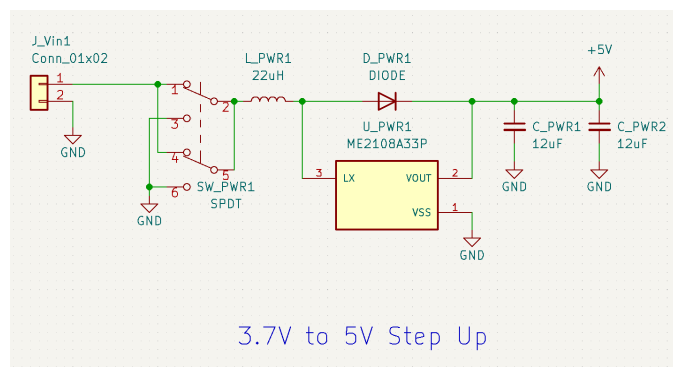 J_Vin1
Conn_01x02
1
2
GND
1
2
3
4
5
6
SW_PWR1
SPDT
GND
L_PWR1
22uH
D_PWR1
DIODE
U_PWR1
ME2108A33P
3 LX VOUT 2
VSS 1
GND
+5V
C_PWR1
12uF
GND
C_PWR2
12uF
GND
3.7V to 5V Step Up